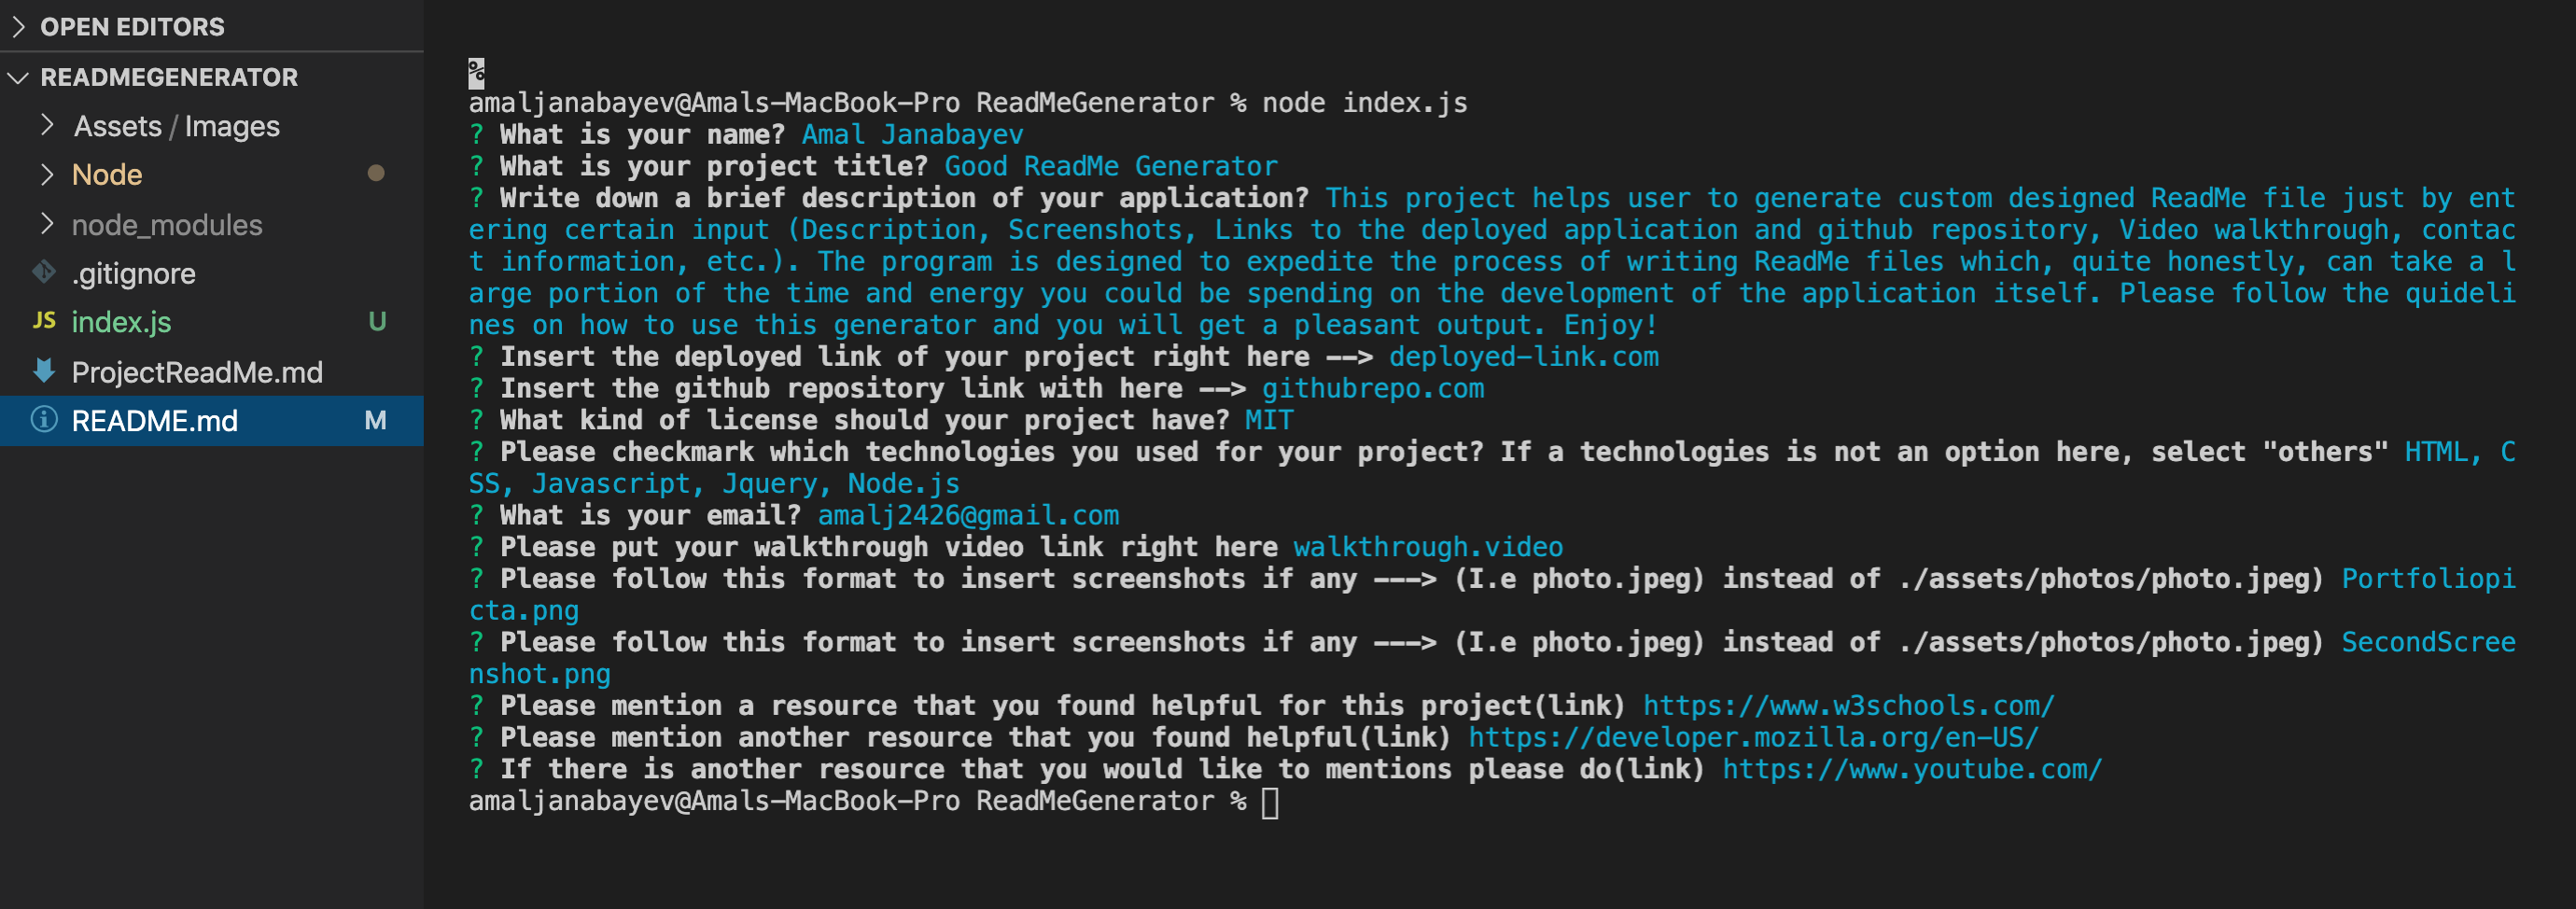 OPEN EDITORS
READMEGENERATOR
Assets / Images
Node
node_modules
.gitignore
JS index.js U
ProjectReadMe.md
README.md M
%
amaljanabayev@Amals-MacBook-Pro ReadMeGenerator % node index.js
? What is your name? Amal Janabayev
? What is your project title? Good ReadMe Generator
? Write down a brief description of your application? This project helps user to generate custom designed ReadMe file just by ent
ering certain input (Description, Screenshots, Links to the deployed application and github repository, Video walkthrough, contac
t information, etc.). The program is designed to expedite the process of writing ReadMe files which, quite honestly, can take a l
arge portion of the time and energy you could be spending on the development of the application itself. Please follow the quideli
nes on how to use this generator and you will get a pleasant output. Enjoy!
? Insert the deployed link of your project right here --> deployed-link.com
? Insert the github repository link with here --> githubrepo.com
? What kind of license should your project have? MIT
? Please checkmark which technologies you used for your project? If a technologies is not an option here, select "others" HTML, C
SS, Javascript, Jquery, Node.js
? What is your email? amalj2426@gmail.com
? Please put your walkthrough video link right here walkthrough.video
? Please follow this format to insert screenshots if any ---> (I.e photo.jpeg) instead of ./assets/photos/photo.jpeg) Portfoliopi
cta.png
? Please follow this format to insert screenshots if any ---> (I.e photo.jpeg) instead of ./assets/photos/photo.jpeg) SecondScree
nshot.png
? Please mention a resource that you found helpful for this project(link) https://www.w3schools.com/
? Please mention another resource that you found helpful(link) https://developer.mozilla.org/en-US/
? If there is another resource that you would like to mentions please do(link) https://www.youtube.com/
amaljanabayev@Amals-MacBook-Pro ReadMeGenerator %